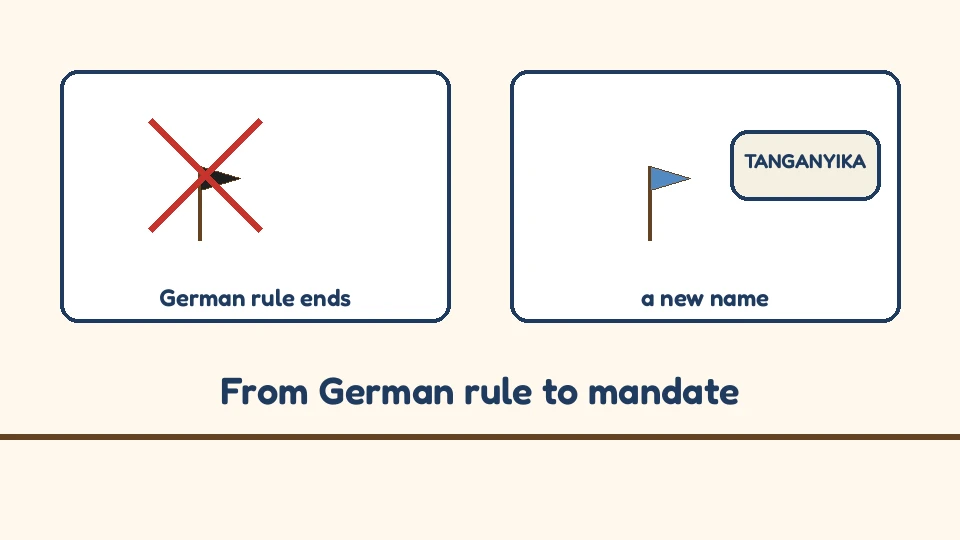 TANGANYIKA
German rule ends
a new name
From German rule to mandate